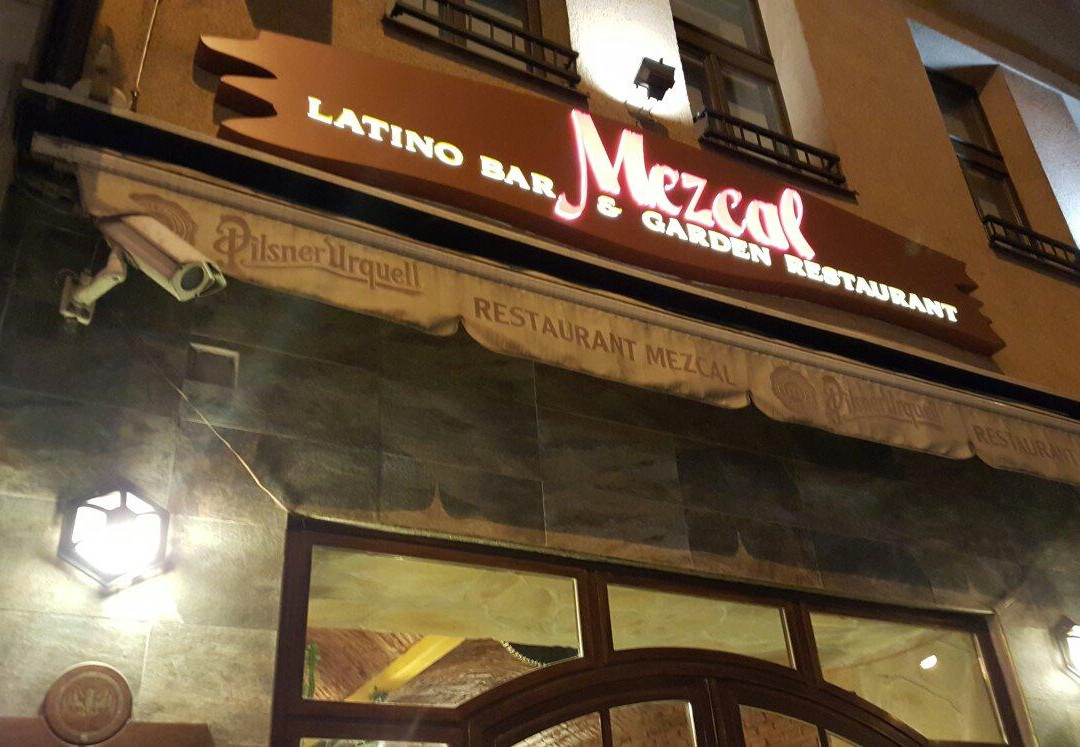 LATINO BAR Mezcal
& GARDEN RESTAURANT
Pilsner Urquell
RESTAURANT MEZCAL
Pilsner Urquell
RESTAURANT